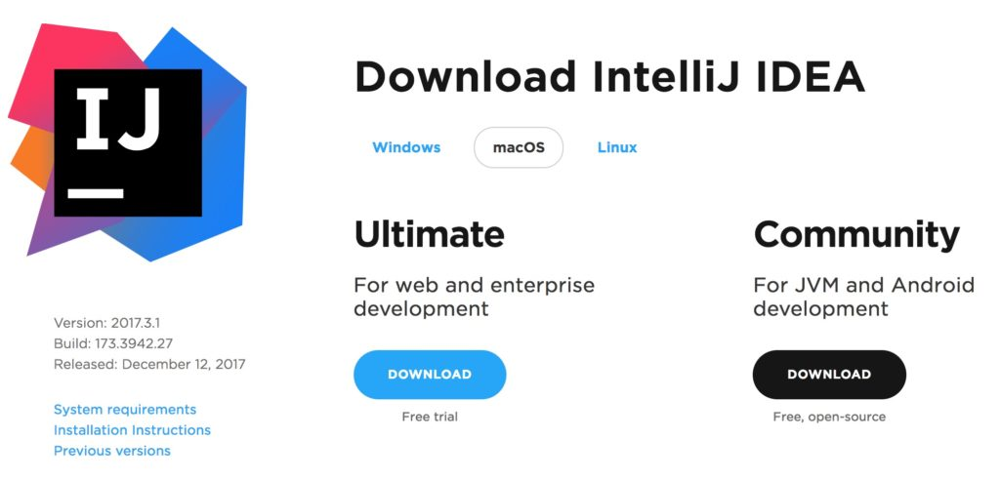 IJ
Download IntelliJ IDEA
Windows
macOS
Linux
Ultimate
For web and enterprise
development
DOWNLOAD
Free trial
Community
For JVM and Android
development
DOWNLOAD
Free, open-source
Version: 2017.3.1
Build: 173.3942.27
Released: December 12, 2017
System requirements
Installation Instructions
Previous versions